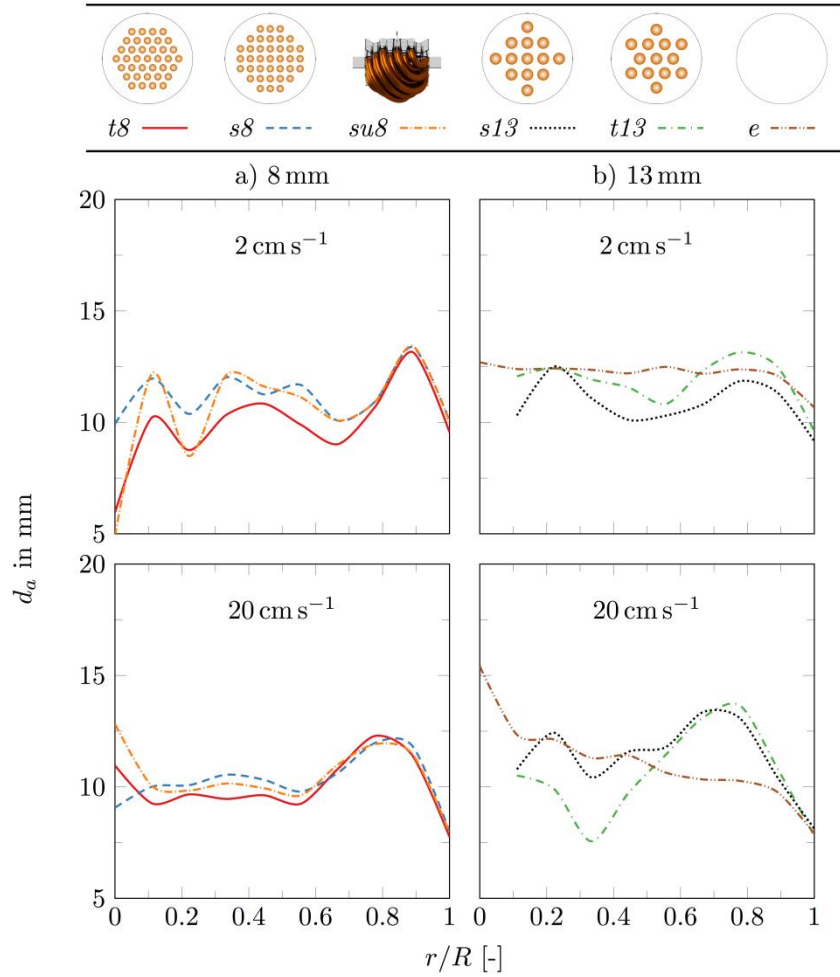 t8 s8 su8 s13 t13 e
a) 8 mm b) 13 mm
20
2 cm s⁻¹ 2 cm s⁻¹
15
10
5
20
20 cm s⁻¹ 20 cm s⁻¹
15
10
5
0 0.2 0.4 0.6 0.8 1 0 0.2 0.4 0.6 0.8 1
dₐ in mm
r/R [-]